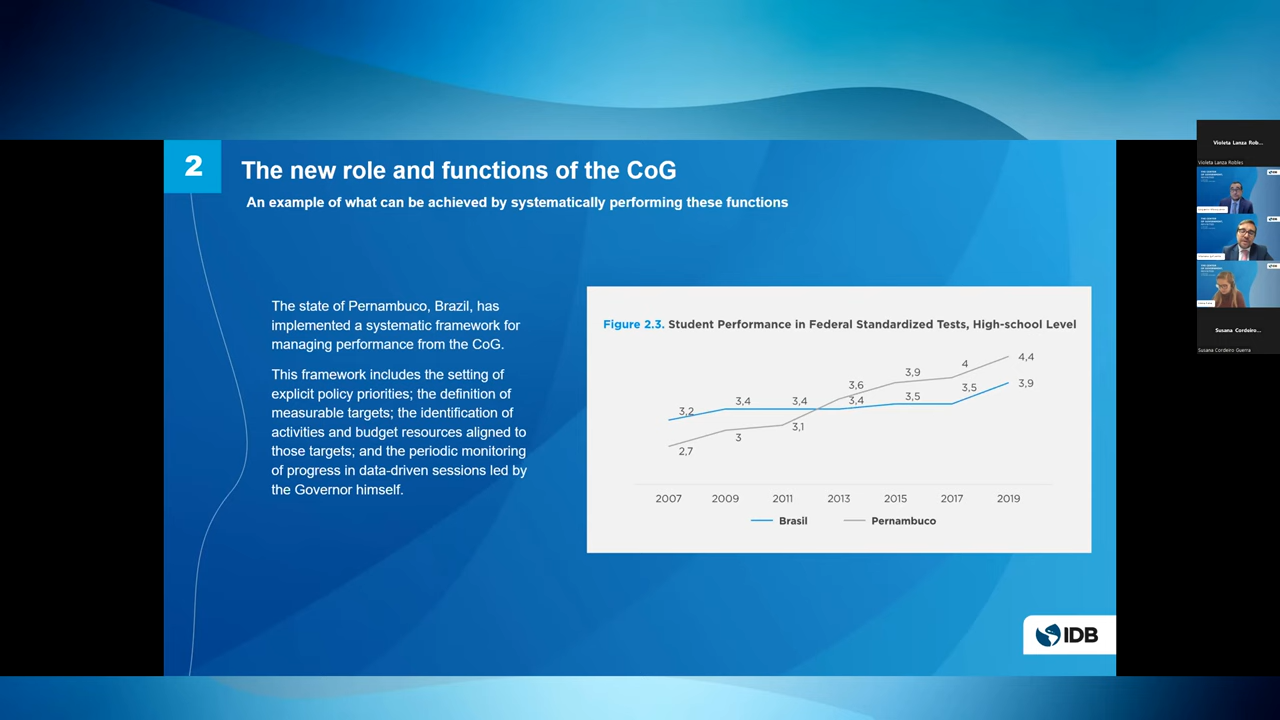 2
The new role and functions of the CoG
An example of what can be achieved by systematically performing these functions
The state of Pernambuco, Brazil, has
implemented a systematic framework for
managing performance from the CoG.
This framework includes the setting of
explicit policy priorities; the definition of
measurable targets; the identification of
activities and budget resources aligned to
those targets; and the periodic monitoring
of progress in data-driven sessions led by
the Governor himself.
Figure 2.3. Student Performance in Federal Standardized Tests, High-school Level
3,2
3,4
3,4
3,4
3,5
3,5
3,9
2,7
3
3,1
3,6
3,9
4
4,4
2007 2009 2011 2013 2015 2017 2019
Brasil Pernambuco
IDB
Violeta Lanza Rob...
Violeta Lanza Robles
Susana Cordeiro...
Susana Cordeiro Guerra